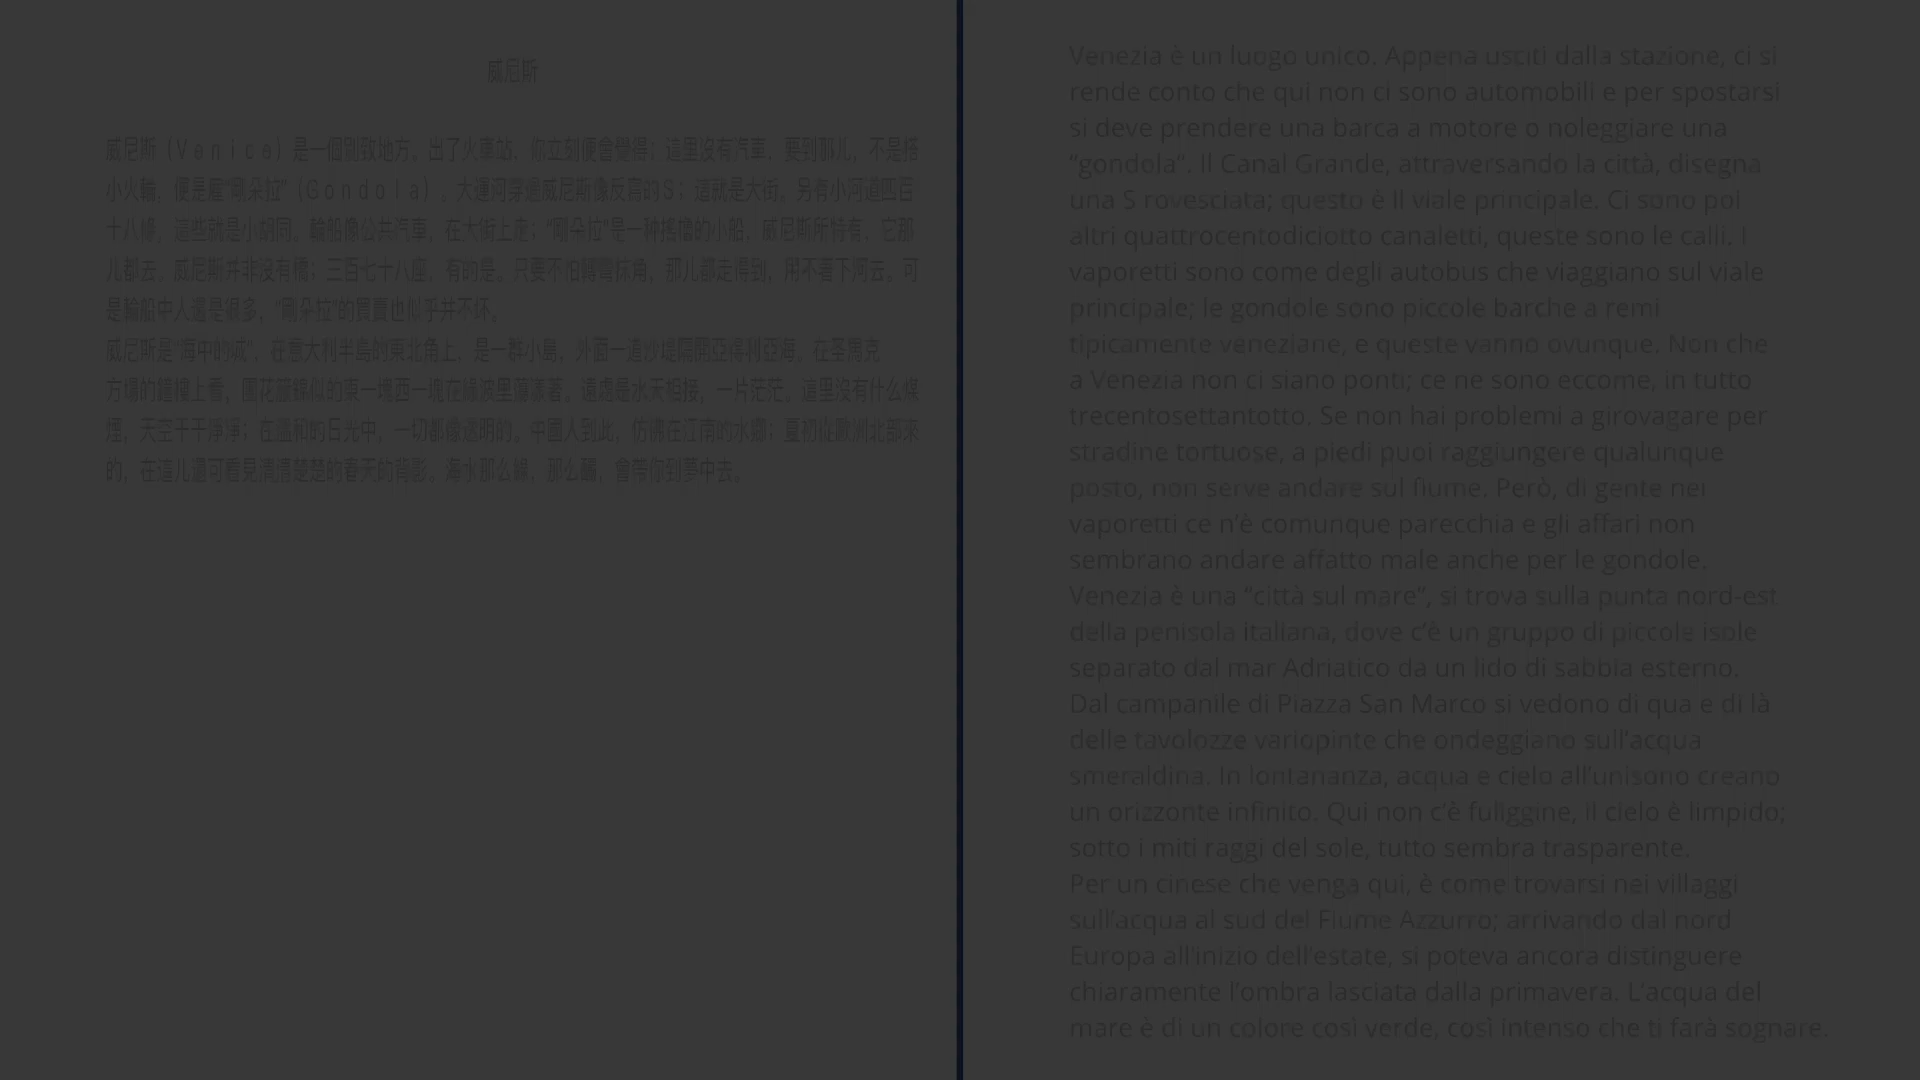 威尼斯
威尼斯（Venice）是一個別致地方。出了火車站，你立刻便會覺得；這里沒有汽車，要到那儿，不是搭
小火輪，便是雇“剛朵拉”（Gondola）。大運河穿過威尼斯像反寫的S；這就是大街。另有小河道四百
十八條，這些就是小胡同。輪船像公共汽車，在大街上走；“剛朵拉”是一种搖櫓的小船，威尼斯所特有，它那
儿都去。威尼斯并非沒有橋；三百七十八座，有的是。只要不怕轉彎抹角，那儿都走得到，用不着下河去。可
是輪船中人還是很多，“剛朵拉”的買賣也似乎并不坏。
威尼斯是“海中的城”，在意大利半島的東北角上，是一群小島，外面一道沙堤隔開亞得利亞海。在圣馬克
方場的鐘樓上看，團花簇錦似的東一塊西一塊在綠波里蕩漾著。遠處是水天相接，一片茫茫。這里沒有什么煤
煙，天空干干淨淨；在溫和的日光中，一切都像透明的。中國人到此，仿佛在江南的水鄉；夏初從歐洲北部來
的，在這儿還可看見清清楚楚的春天的背影。海水那么綠，那么釅，會帶你到夢中去。
Venezia è un luogo unico. Appena usciti dalla stazione, ci si
rende conto che qui non ci sono automobili e per spostarsi
si deve prendere una barca a motore o noleggiare una
“gondola”. Il Canal Grande, attraversando la città, disegna
una S rovesciata; questo è il viale principale. Ci sono poi
altri quattrocentodiciotto canaletti, queste sono le calli. I
vaporetti sono come degli autobus che viaggiano sul viale
principale; le gondole sono piccole barche a remi
tipicamente veneziane, e queste vanno ovunque. Non che
a Venezia non ci siano ponti; ce ne sono eccome, in tutto
trecentosettantotto. Se non hai problemi a girovagare per
stradine tortuose, a piedi puoi raggiungere qualunque
posto, non serve andare sul fiume. Però, di gente nei
vaporetti ce n’è comunque parecchia e gli affari non
sembrano andare affatto male anche per le gondole.
Venezia è una “città sul mare”, si trova sulla punta nord-est
della penisola italiana, dove c’è un gruppo di piccole isole
separato dal mar Adriatico da un lido di sabbia esterno.
Dal campanile di Piazza San Marco si vedono di qua e di là
delle tavolozze variopinte che ondeggiano sull’acqua
smeraldina. In lontananza, acqua e cielo all’unisono creano
un orizzonte infinito. Qui non c’è fuliggine, il cielo è limpido;
sotto i miti raggi del sole, tutto sembra trasparente.
Per un cinese che venga qui, è come trovarsi nei villaggi
sull’acqua al sud del Fiume Azzurro; arrivando dal nord
Europa all’inizio dell’estate, si poteva ancora distinguere
chiaramente l’ombra lasciata dalla primavera. L’acqua del
mare è di un colore così verde, così intenso che ti farà sognare.